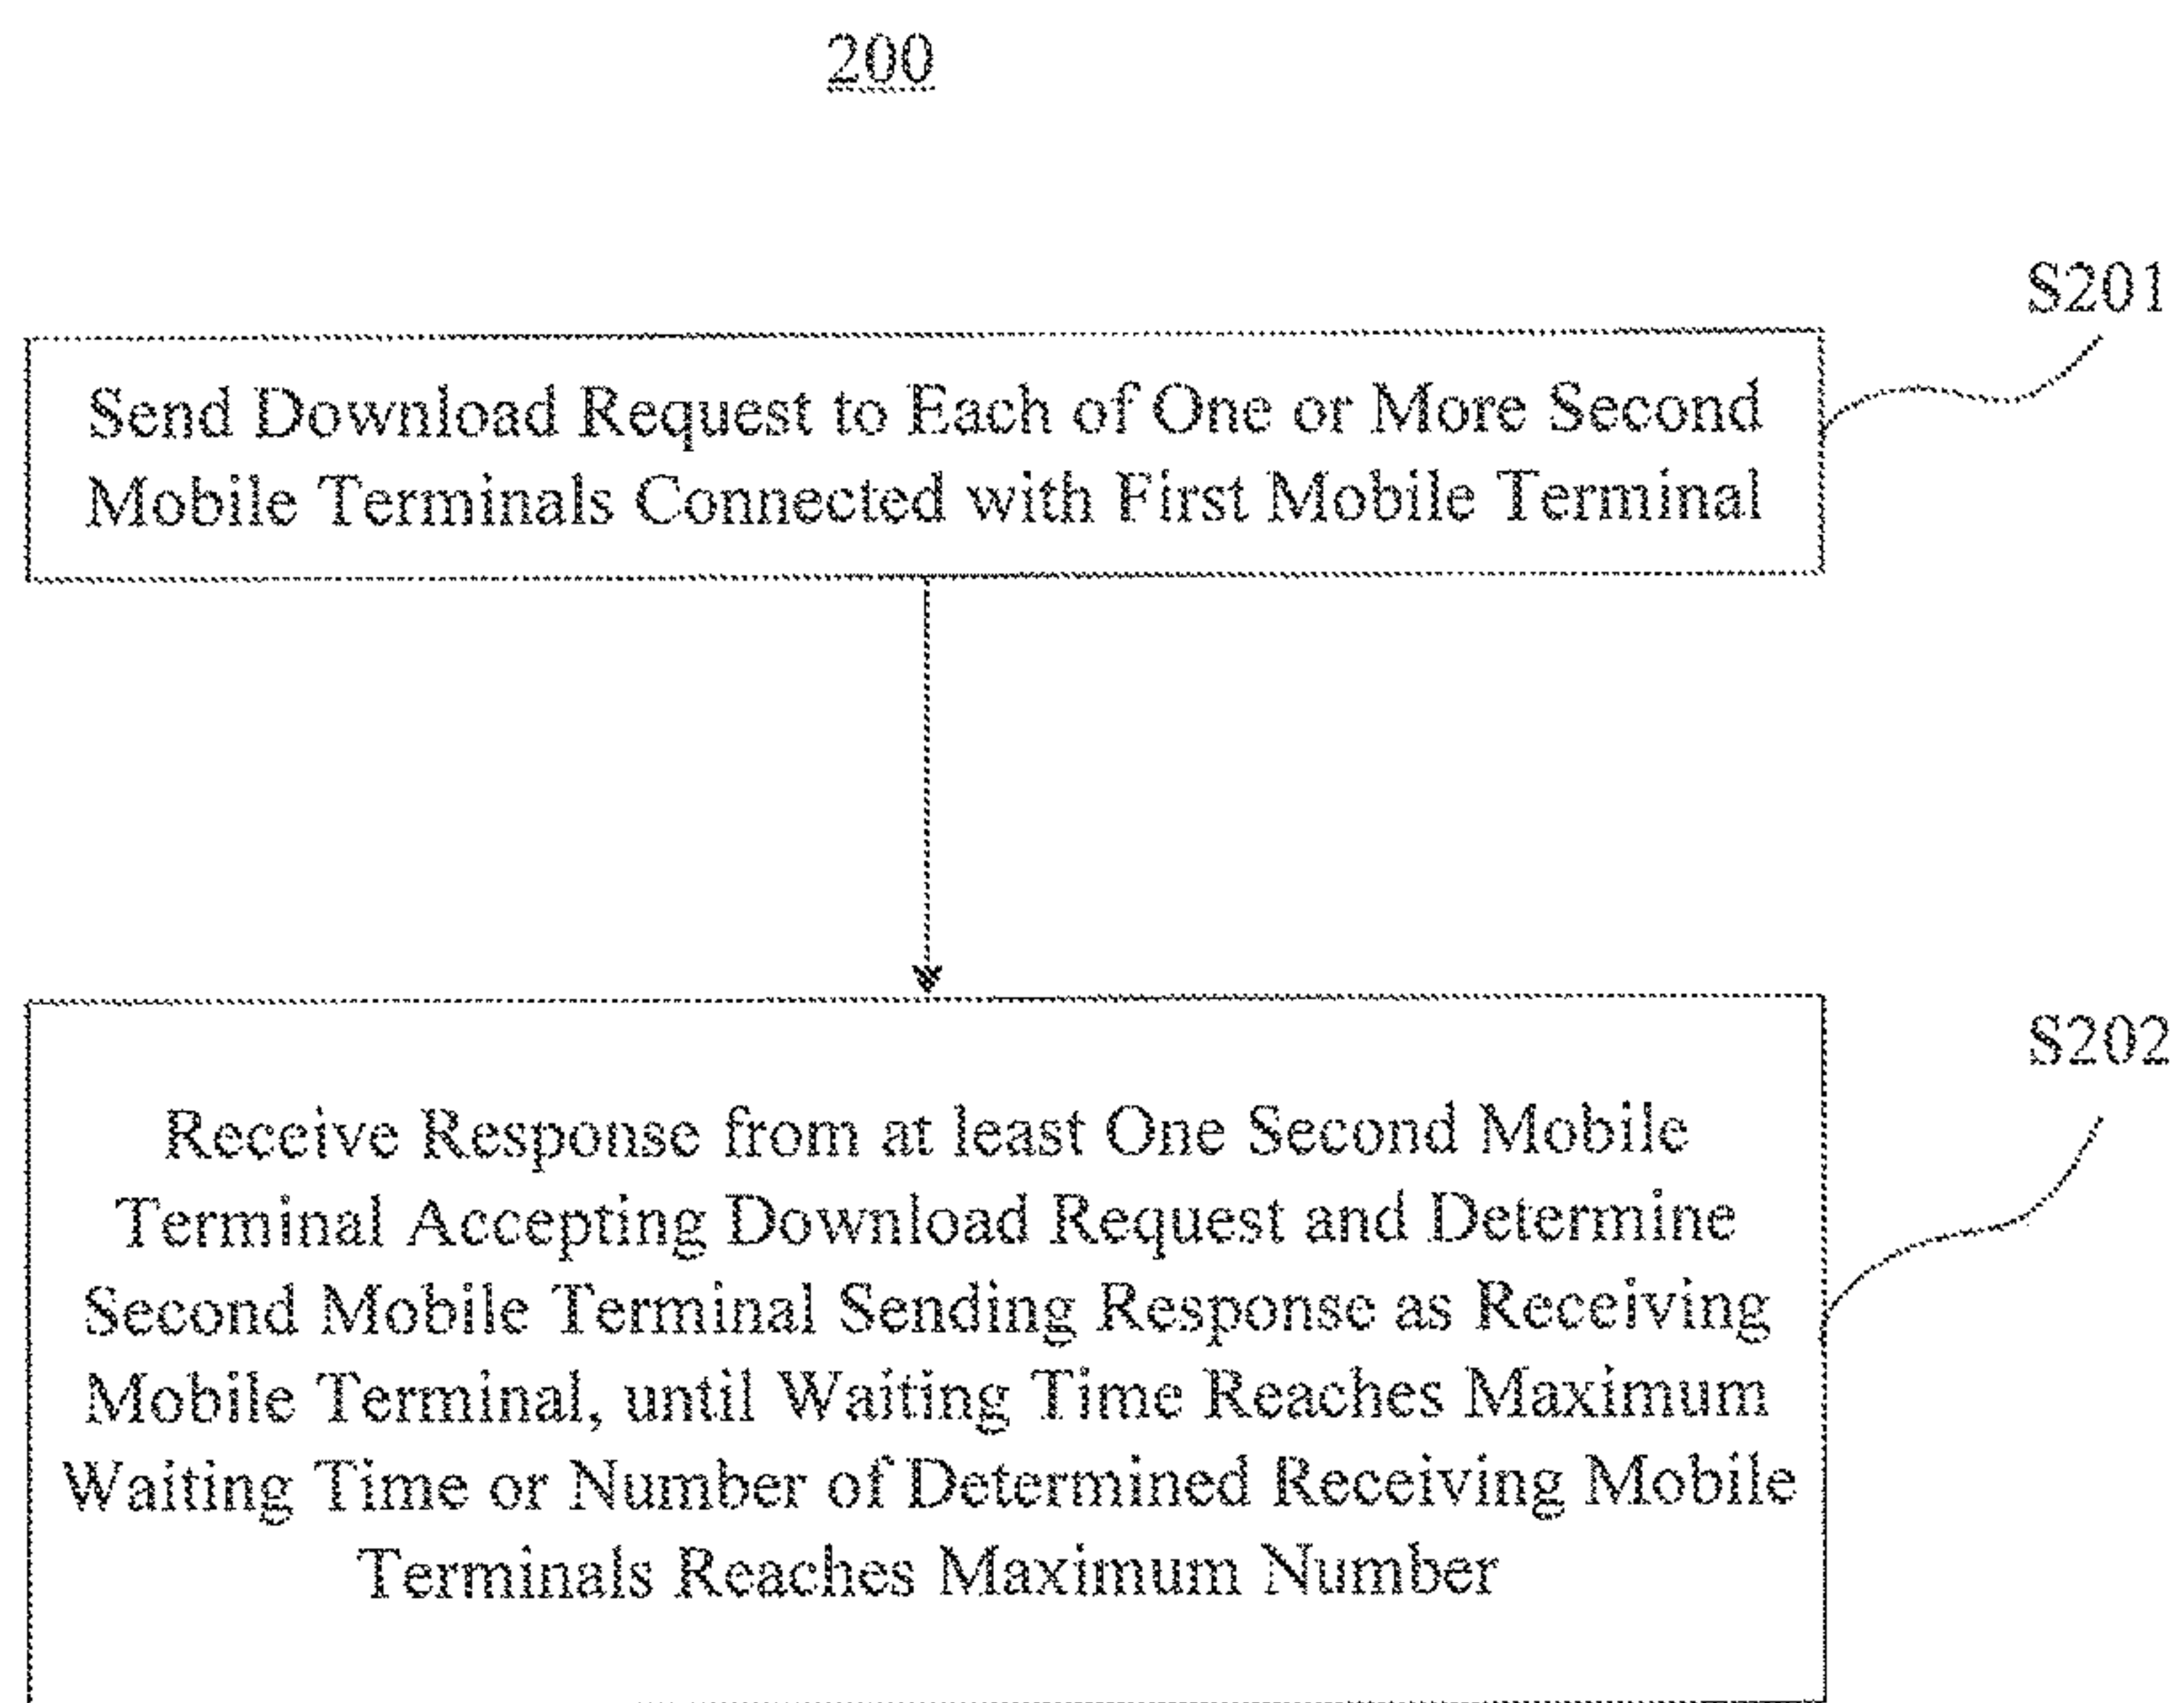 200
S201
Send Download Request to Each of One or More Second
Mobile Terminals Connected with First Mobile Terminal
S202
Receive Response from at least One Second Mobile
Terminal Accepting Download Request and Determine
Second Mobile Terminal Sending Response as Receiving
Mobile Terminal, until Waiting Time Reaches Maximum
Waiting Time or Number of Determined Receiving Mobile
Terminals Reaches Maximum Number